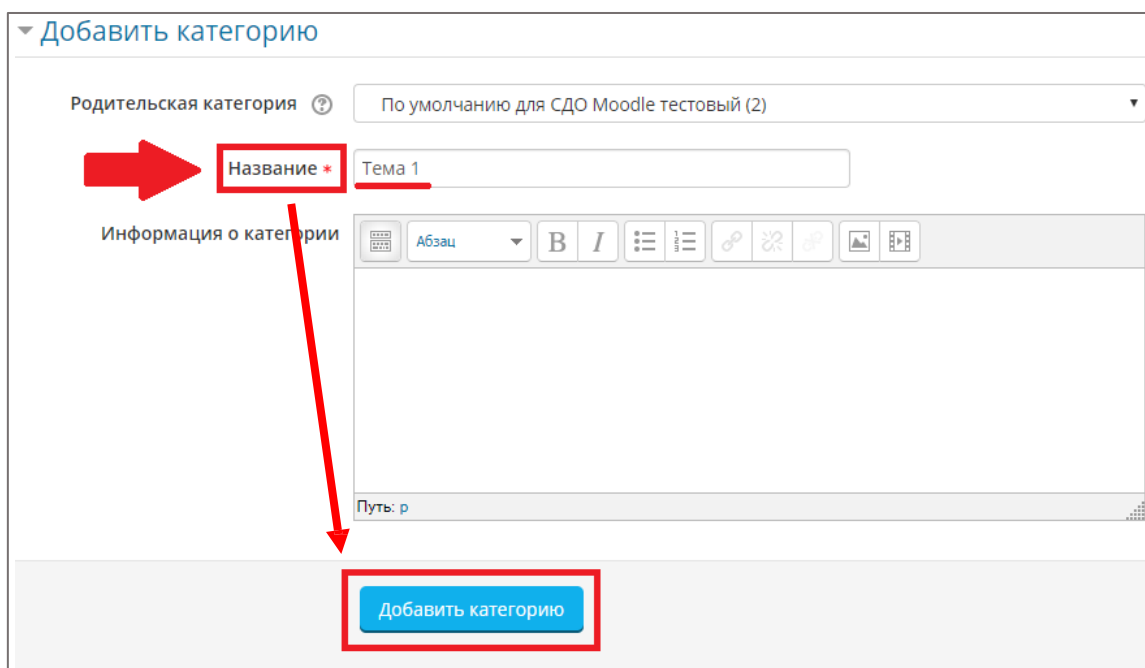 Добавить категорию
Родительская категория
По умолчанию для СДО Moodle тестовый (2)
Название *
Тема 1
Информация о категории
Абзац
B I
Путь: p
Добавить категорию